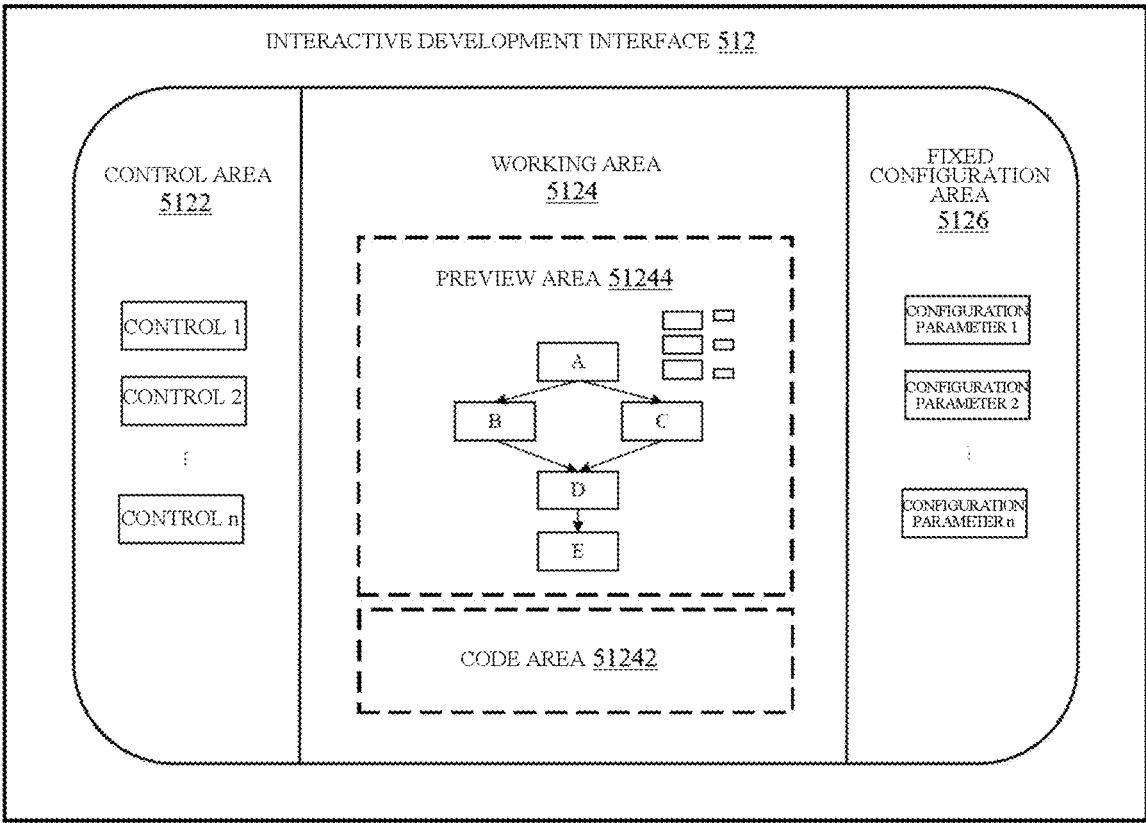 INTERACTIVE DEVELOPMENT INTERFACE 512
CONTROL AREA
5122
CONTROL 1
CONTROL 2
⋮
CONTROL n
WORKING AREA
5124
PREVIEW AREA 51244
A
B
C
D
E
CODE AREA 51242
FIXED
CONFIGURATION
AREA
5126
CONFIGURATION
PARAMETER 1
CONFIGURATION
PARAMETER 2
⋮
CONFIGURATION
PARAMETER n